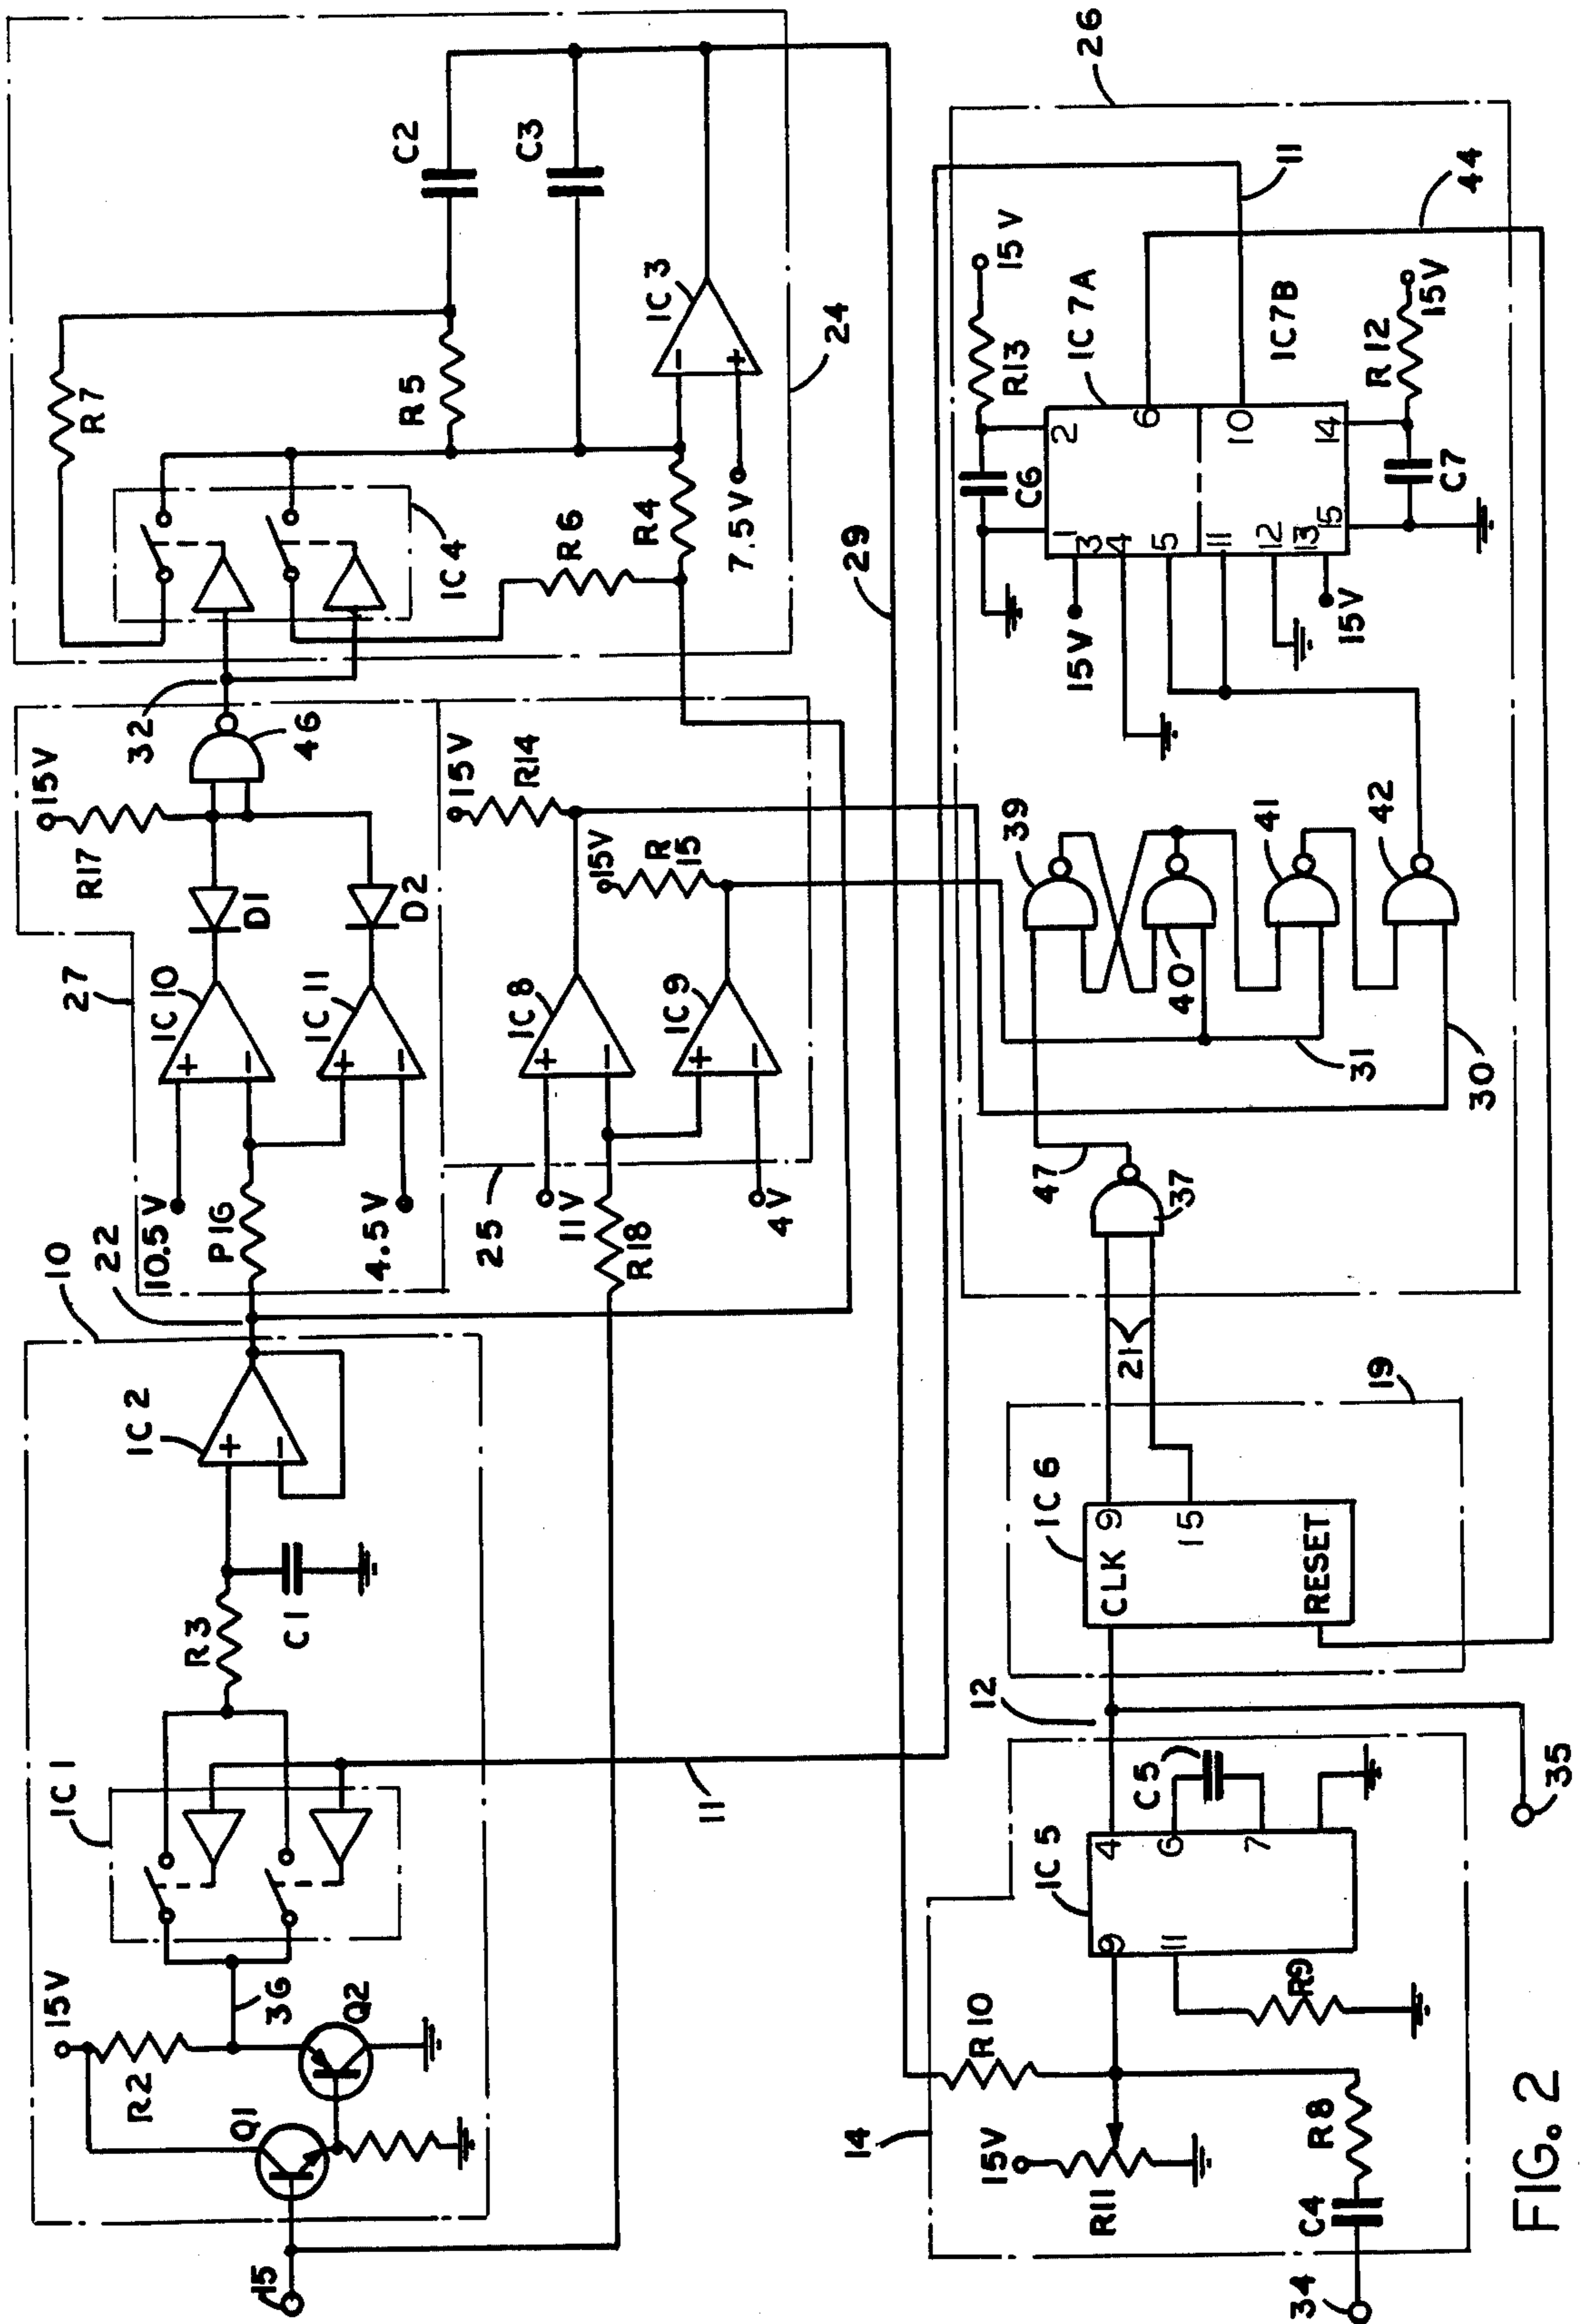 10
22
27
32
15V
15V
R17
46
R7
C2
IC1
R3
IC2
10.5V
P16
IC10
D1
36
R2
Q1
Q2
C1
4.5V
IC11
D2
IC4
R5
C3
15
11
25
11V
R18
4V
IC8
IC9
15V
R14
15V
R
15
R6
R4
7.5V
IC3
24
29
14
15V
R11
R10
C4
R8
34
R9
IC5
9
11
4
6
7
C5
12
35
IC6
CLK
9
15
RESET
19
21
47
37
31
30
39
40
41
42
15V
1
2
3
4
5
6
10
11
12
13
14
15
15V
C6
R13
15V
IC7A
IC7B
C7
R12
15V
11
44
26
FIG. 2